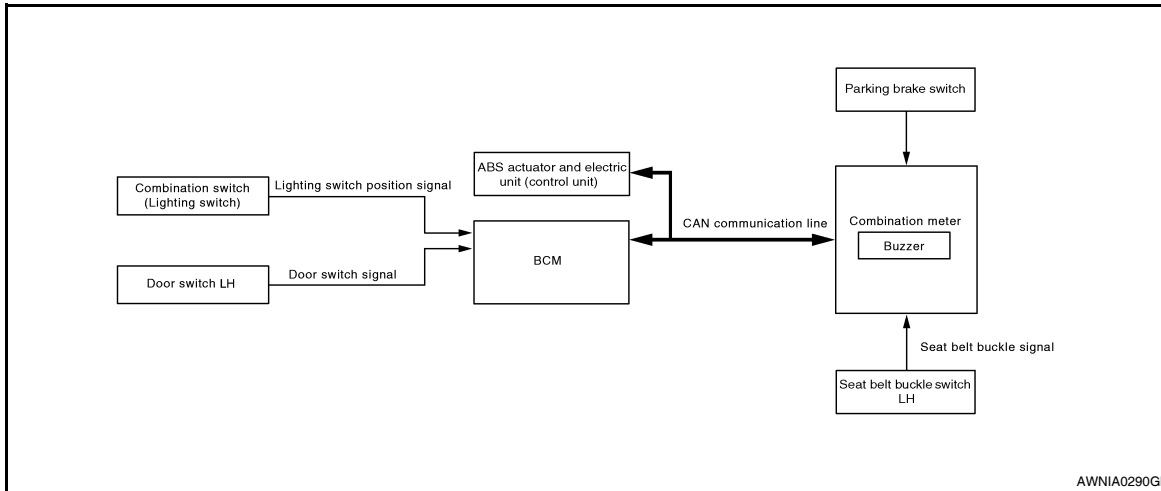 Parking brake switch
ABS actuator and electric
unit (control unit)
Combination switch
(Lighting switch)
Lighting switch position signal
CAN communication line
Combination meter
Buzzer
BCM
Door switch LH
Door switch signal
Seat belt buckle signal
Seat belt buckle switch
LH
AWNIA0290G